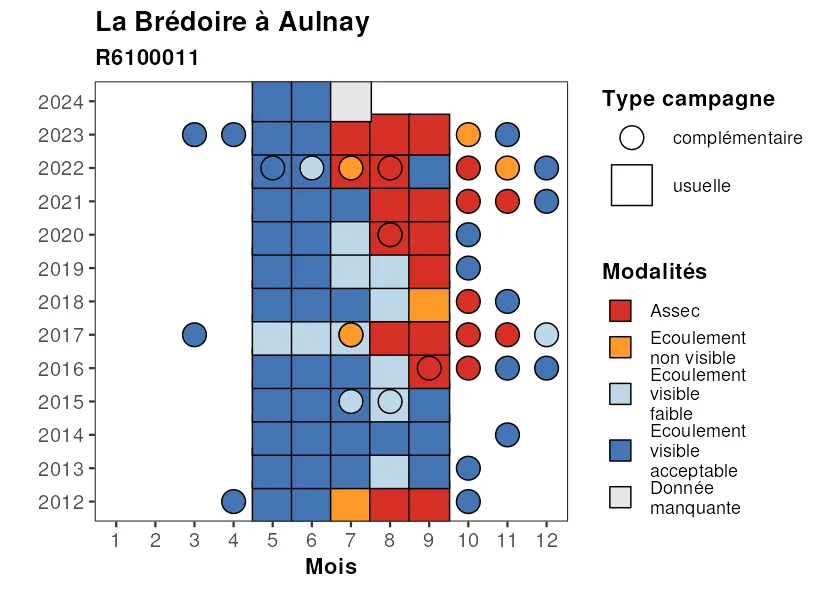 La Brédoire à Aulnay
R6100011
2024
2023
2022
2021
2020
2019
2018
2017
2016
2015
2014
2013
2012
1 2 3 4 5 6 7 8 9 10 11 12
Mois
Type campagne
complémentaire
usuelle
Modalités
Assec
Ecoulement
non visible
Ecoulement
visible
faible
Ecoulement
visible
acceptable
Donnée
manquante